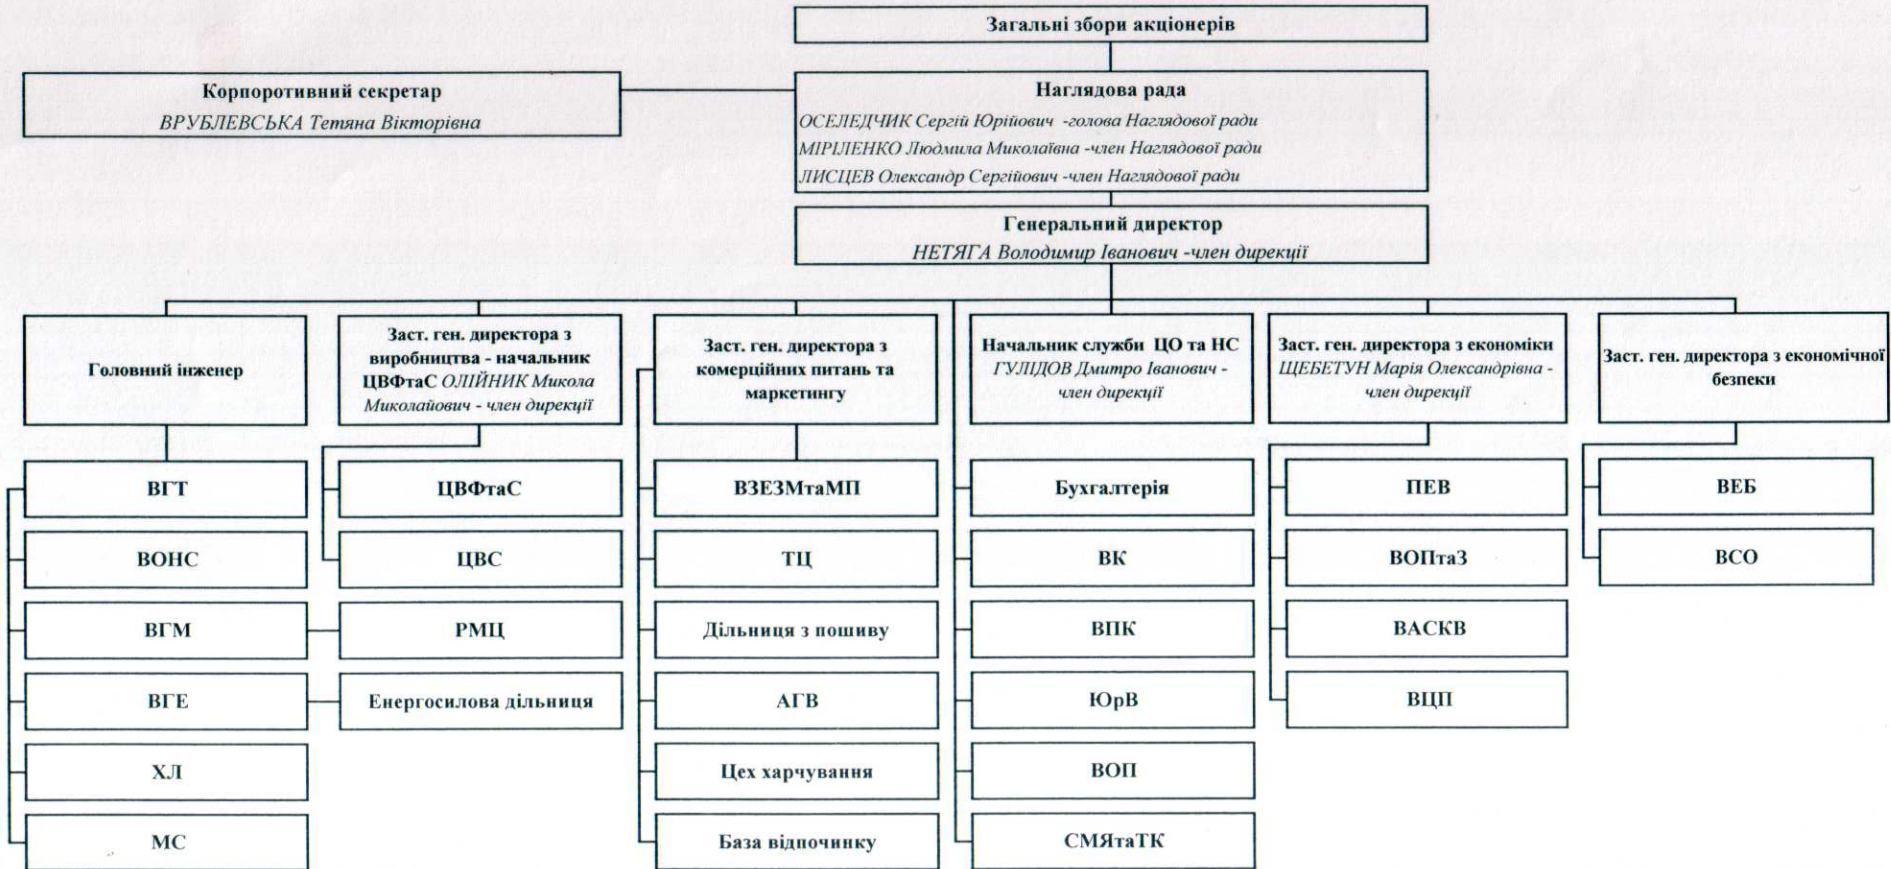 Загальні збори акціонерів
Корпоротивний секретар
ВРУБЛЕВСЬКА Тетяна Вікторівна
Наглядова рада
ОСЕЛЕДЧИК Сергій Юрійович -голова Наглядової ради
МІРІЛЕНКО Людмила Миколаївна -член Наглядової ради
ЛИСЦЕВ Олександр Сергійович -член Наглядової ради
Генеральний директор
НЕТЯГА Володимир Іванович -член дирекції
Головний інженер
Заст. ген. директора з
виробництва - начальник
ЦВФтаС ОЛІЙНИК Микола
Миколайович - член дирекції
Заст. ген. директора з
комерційних питань та
маркетингу
Начальник служби ЦО та НС
ГУЛІДОВ Дмитро Іванович -
член дирекції
Заст. ген. директора з економіки
ЩЕБЕТУН Марія Олександрівна -
член дирекції
Заст. ген. директора з економічної
безпеки
ВГТ
ВОНС
ВГМ
ВГЕ
ХЛ
МС
ЦВФтаС
ЦВС
РМЦ
Енергосилова дільниця
ВЗЕЗМтаМП
ТЦ
Дільниця з пошиву
АГВ
Цех харчування
База відпочинку
Бухгалтерія
ВК
ВПК
ЮрВ
ВОП
СМЯтаТК
ПЕВ
ВОПтаЗ
ВАСКВ
ВЦП
ВЕБ
ВСО